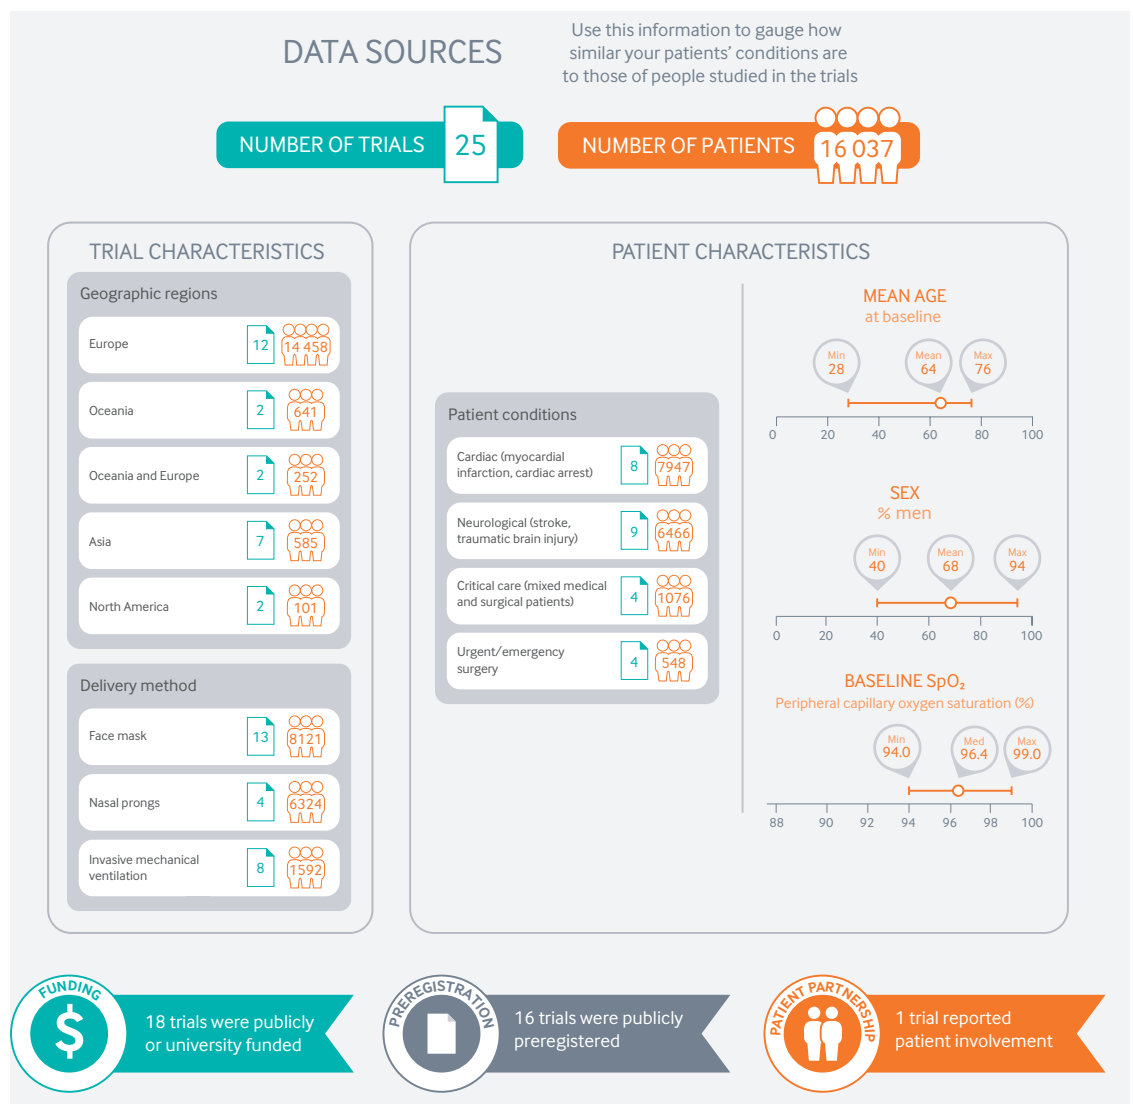 DATA SOURCES
Use this information to gauge how
similar your patients' conditions are
to those of people studied in the trials
NUMBER OF TRIALS 25
NUMBER OF PATIENTS 16 037
TRIAL CHARACTERISTICS
Geographic regions
Europe 12 14 458
Oceania 2 641
Oceania and Europe 2 252
Asia 7 585
North America 2 101
Delivery method
Face mask 13 8121
Nasal prongs 4 6324
Invasive mechanical
ventilation 8 1592
PATIENT CHARACTERISTICS
Patient conditions
Cardiac (myocardial
infarction, cardiac arrest) 8 7947
Neurological (stroke,
traumatic brain injury) 9 6466
Critical care (mixed medical
and surgical patients) 4 1076
Urgent/emergency
surgery 4 548
MEAN AGE
at baseline
Min Mean Max
28 64 76
0 20 40 60 80 100
SEX
% men
Min Mean Max
40 68 94
0 20 40 60 80 100
BASELINE SpO₂
Peripheral capillary oxygen saturation (%)
Min Med Max
94.0 96.4 99.0
88 90 92 94 96 98 100
FUNDING
$
18 trials were publicly
or university funded
PREREGISTRATION
16 trials were publicly
preregistered
PATIENT PARTNERSHIP
1 trial reported
patient involvement